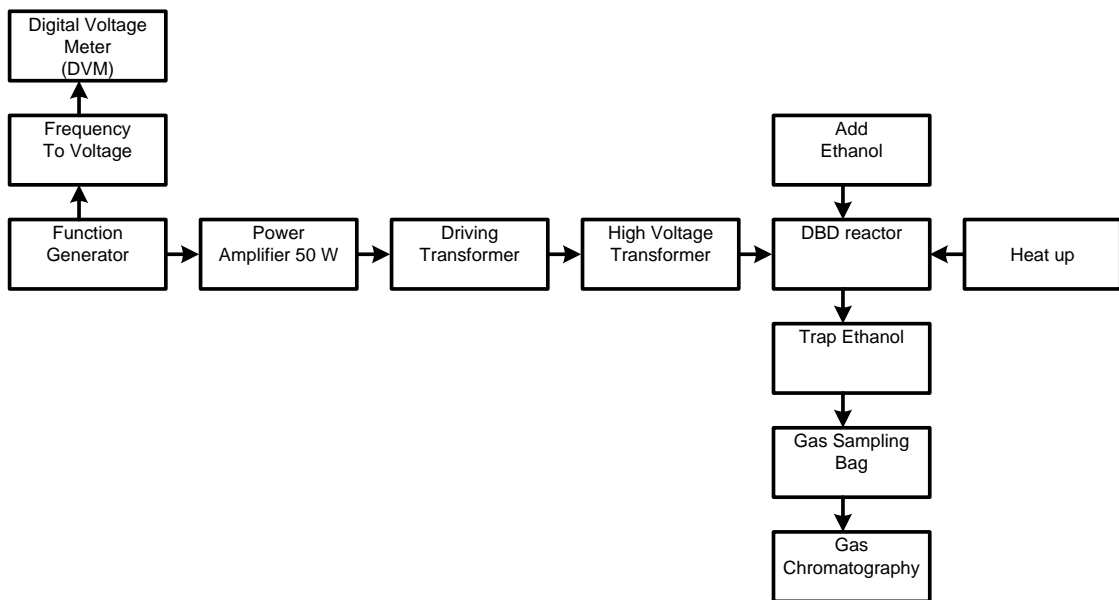 Digital Voltage
Meter
(DVM)
Frequency
To Voltage
Add
Ethanol
Function
Generator
Power
Amplifier 50 W
Driving
Transformer
High Voltage
Transformer
DBD reactor
Heat up
Trap Ethanol
Gas Sampling
Bag
Gas
Chromatography